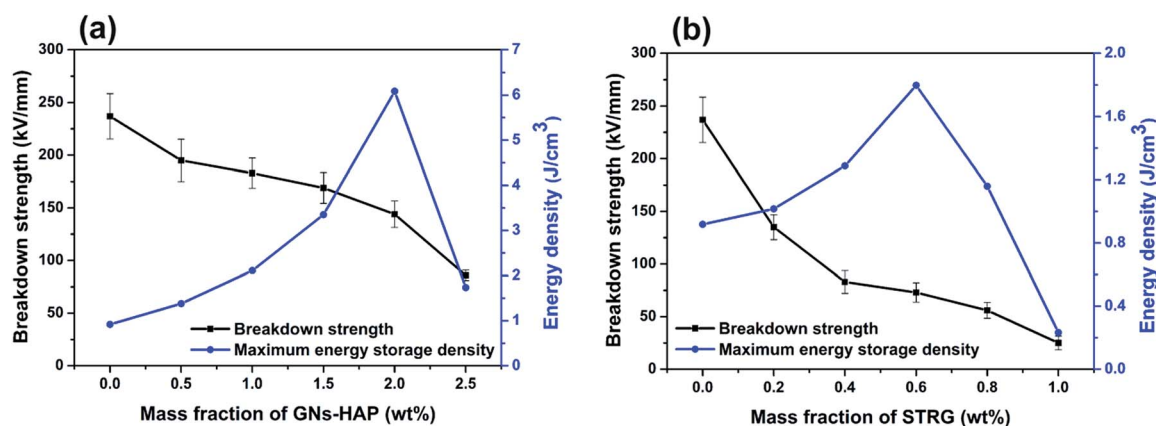 (a)
Breakdown strength (kV/mm)
300
250
200
150
100
50
0
0.0 0.5 1.0 1.5 2.0 2.5
Mass fraction of GNs-HAP (wt%)
7
6
5
4
3
2
1
0
Energy density (J/cm³)
Breakdown strength
Maximum energy storage density
(b)
Breakdown strength (kV/mm)
300
250
200
150
100
50
0
0.0 0.2 0.4 0.6 0.8 1.0
Mass fraction of STRG (wt%)
2.0
1.6
1.2
0.8
0.4
0.0
Energy density (J/cm³)
Breakdown strength
Maximum energy storage density